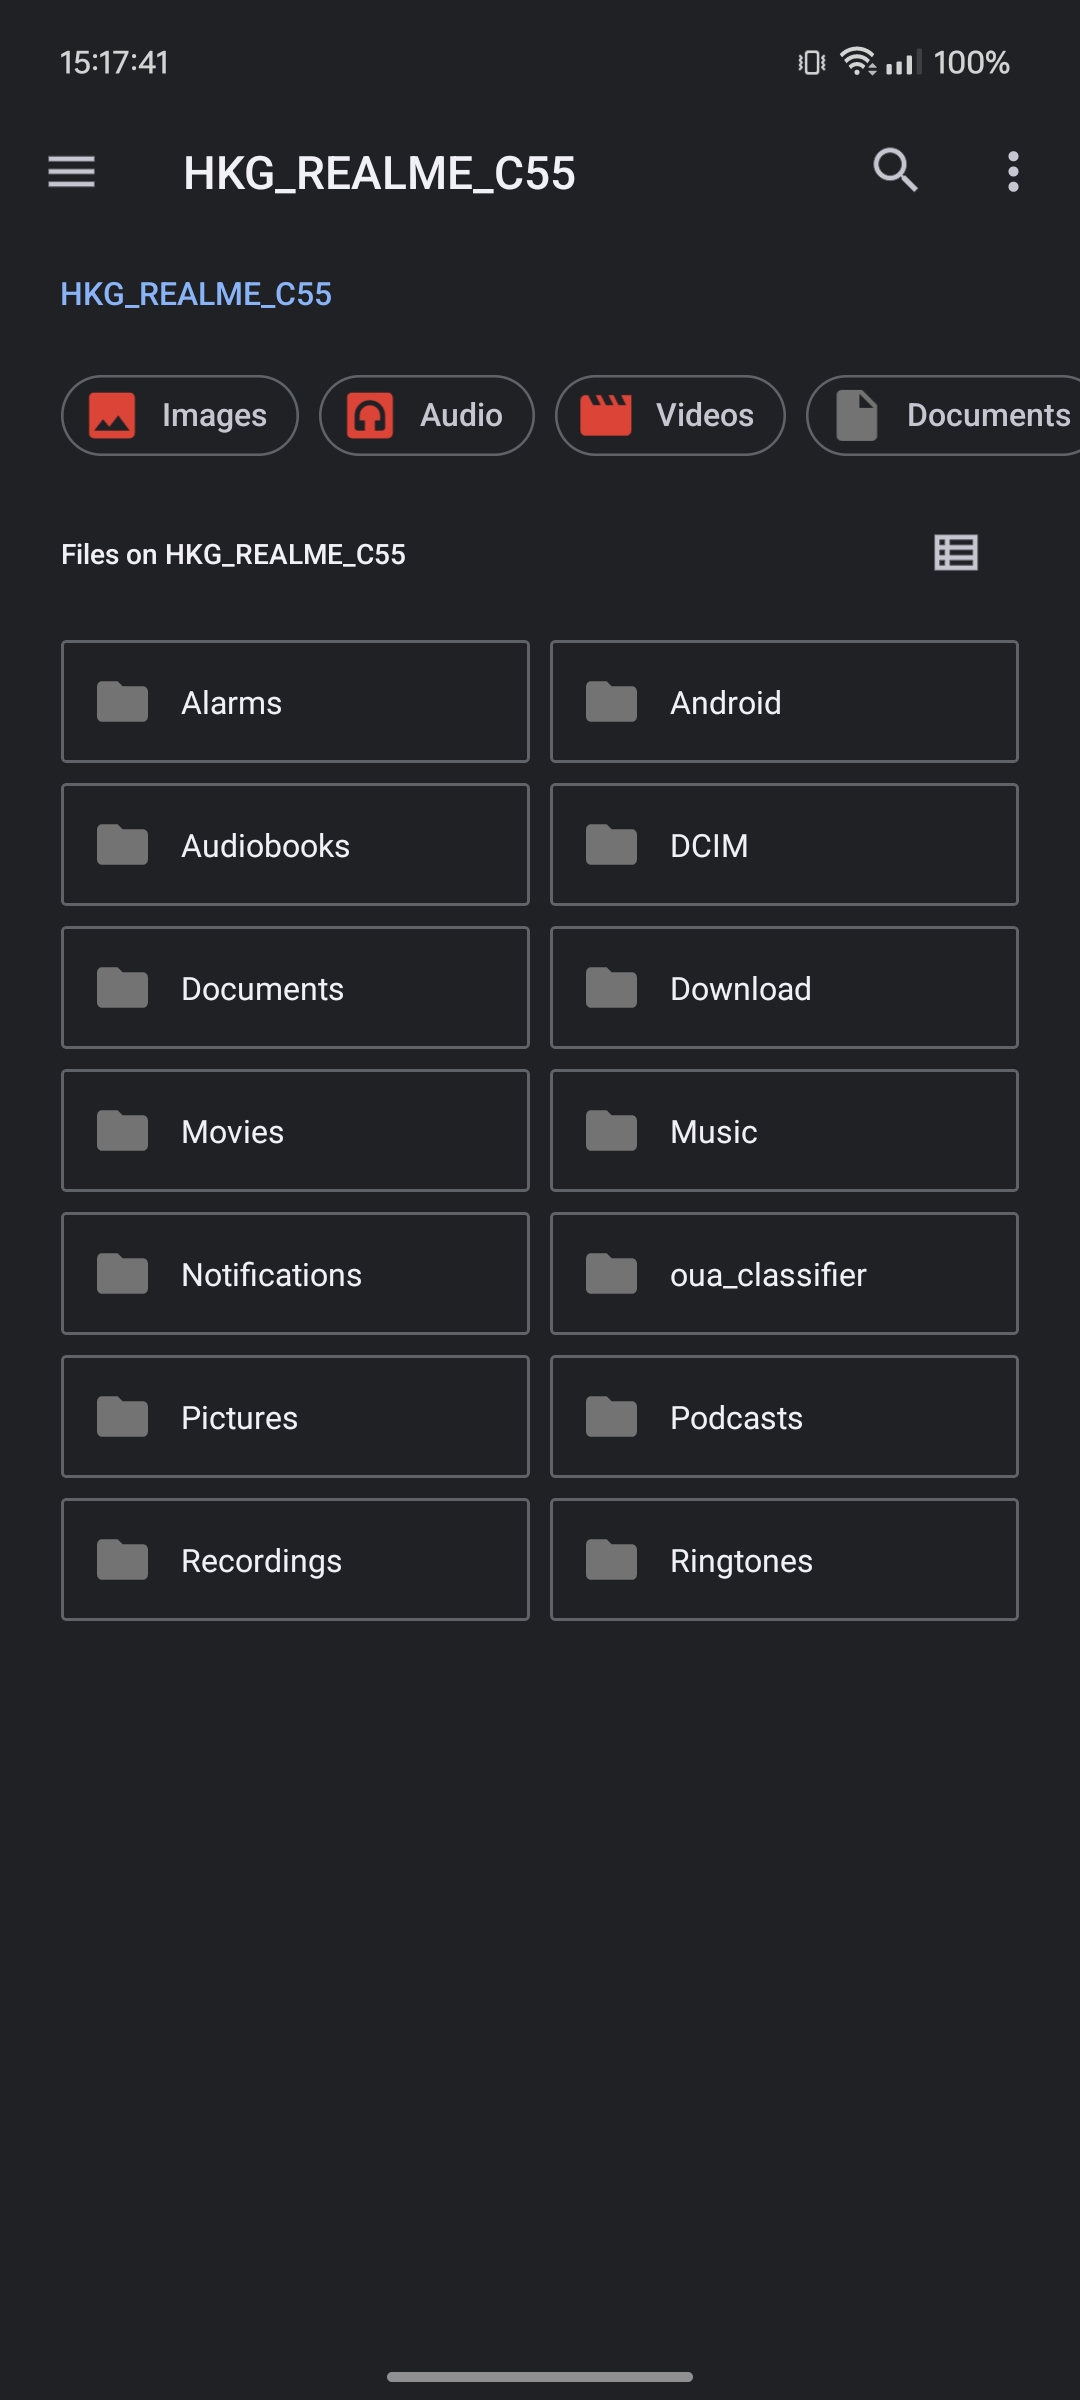 15:17:41
100%
HKG_REALME_C55
HKG_REALME_C55
Images
Audio
Videos
Documents
Files on HKG_REALME_C55
Alarms
Android
Audiobooks
DCIM
Documents
Download
Movies
Music
Notifications
oua_classifier
Pictures
Podcasts
Recordings
Ringtones